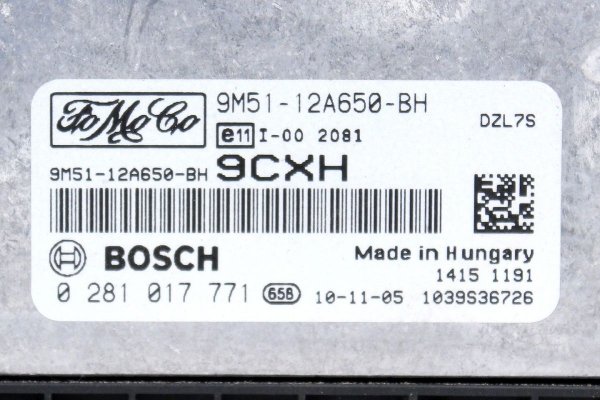 FoMoCo
9M51-12A650-BH
DZL7S
e11 I-00 2081
9M51-12A650-BH 9CXH
BOSCH
Made in Hungary
1415 1191
0 281 017 771 658 10-11-05 1039S36726